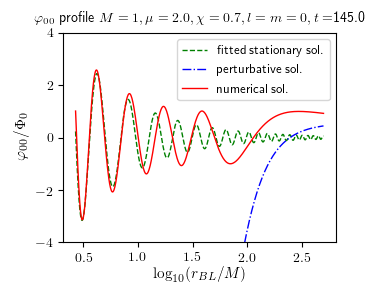 φ₀₀ profile M = 1, μ = 2.0, χ = 0.7, l = m = 0, t =145.0
fitted stationary sol.
perturbative sol.
numerical sol.
φ₀₀/Φ₀
4
2
0
−2
−4
0.5 1.0 1.5 2.0 2.5
log₁₀(r_BL/M)